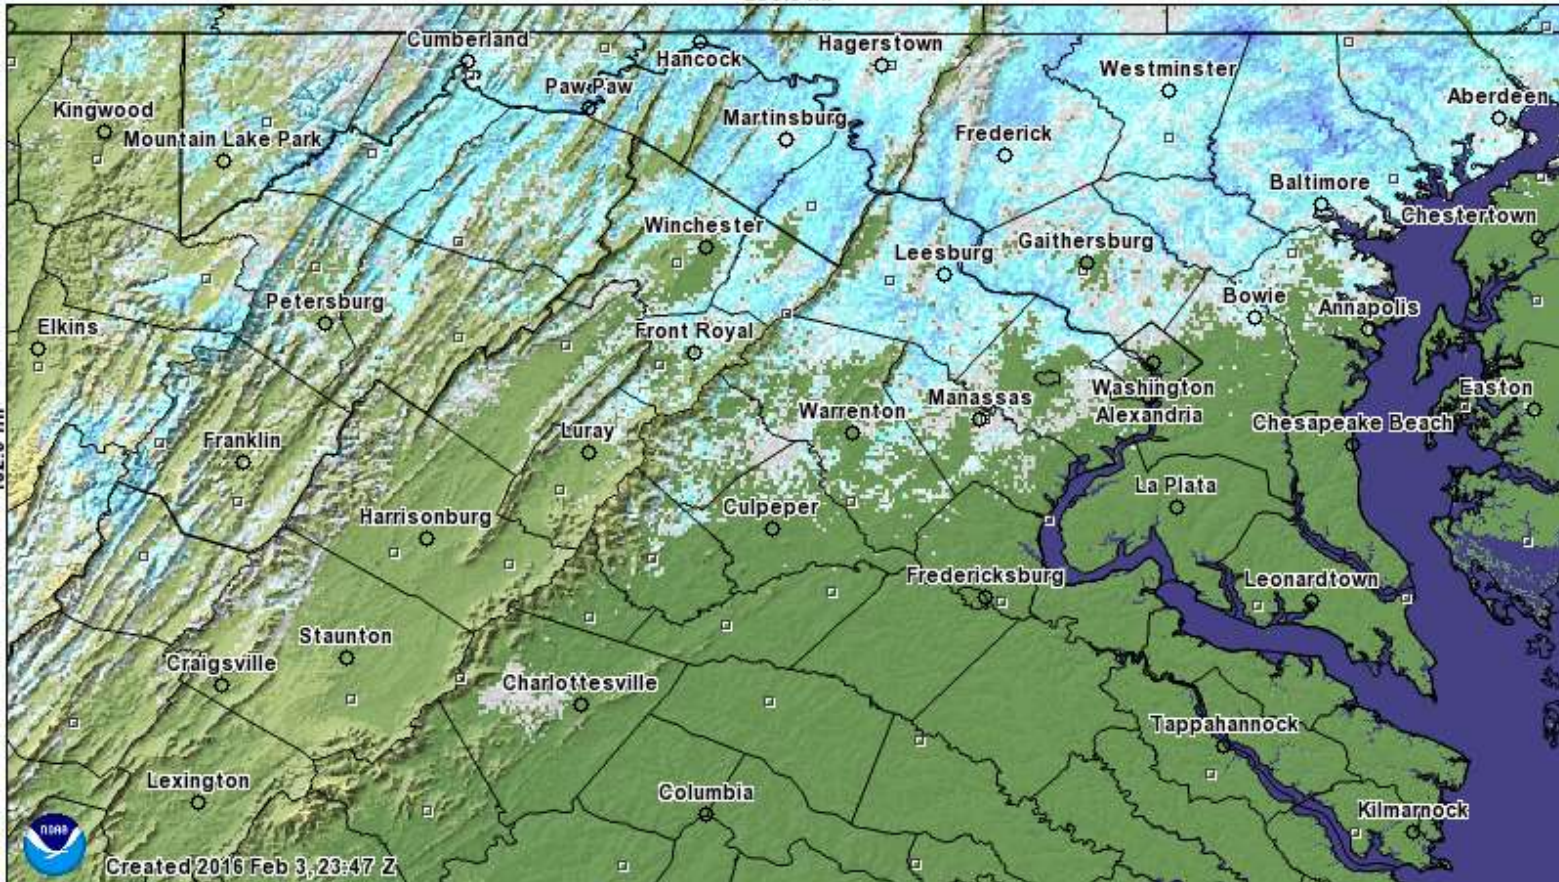 Cumberland
Hancock
Hagerstown
Westminster
Paw Paw
Aberdeen
Kingwood
Mountain Lake Park
Martinsburg
Frederick
Baltimore
Chestertown
Winchester
Gaithersburg
Leesburg
Petersburg
Bowie
Annapolis
Elkins
Front Royal
Washington
Easton
Manassas
Warrenton
Alexandria
Chesapeake Beach
Franklin
Luray
La Plata
Harrisonburg
Culpeper
Fredericksburg
Leonardtown
Staunton
Craigsville
Charlottesville
Tappahannock
Lexington
Columbia
Kilmarnock
NOAA
Created 2016 Feb 3, 23:47 Z